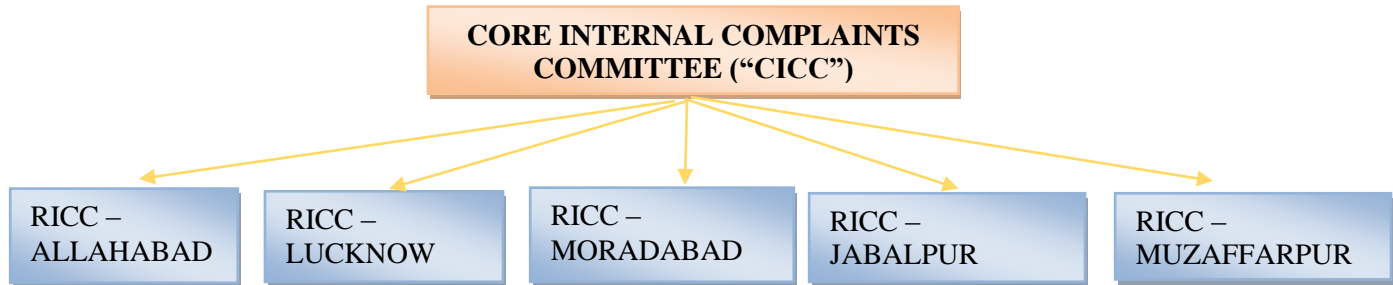 CORE INTERNAL COMPLAINTS
COMMITTEE (“CICC”)
RICC –
ALLAHABAD
RICC –
LUCKNOW
RICC –
MORADABAD
RICC –
JABALPUR
RICC –
MUZAFFARPUR